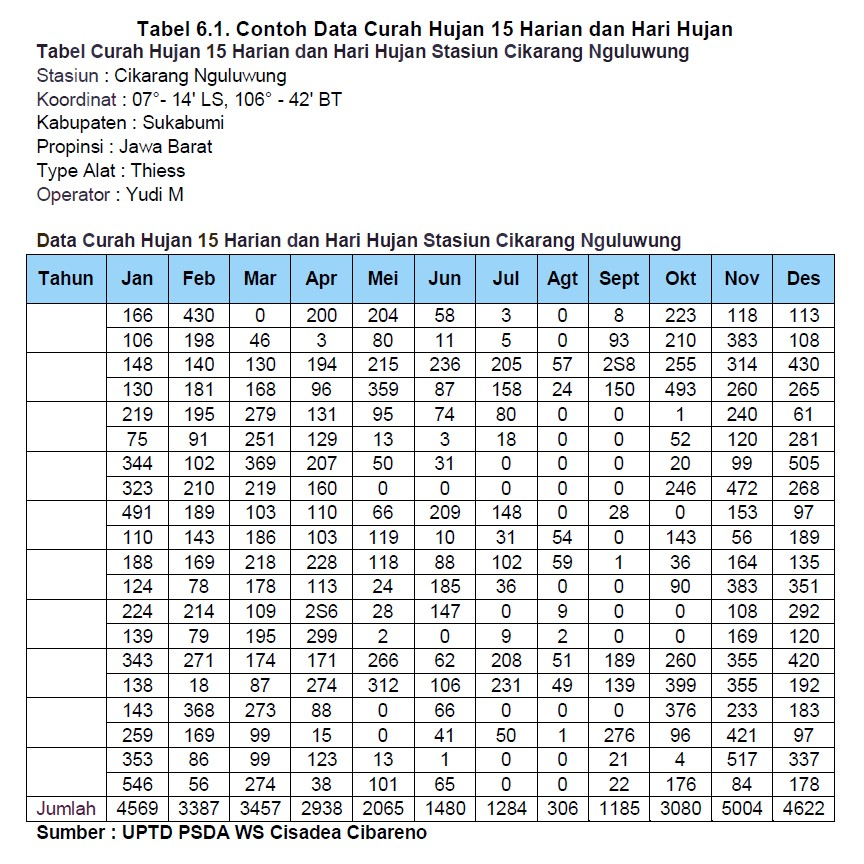 Tabel 6.1. Contoh Data Curah Hujan 15 Harian dan Hari Hujan
Tabel Curah Hujan 15 Harian dan Hari Hujan Stasiun Cikarang Nguluwung
Stasiun : Cikarang Nguluwung
Koordinat : 07°- 14' LS, 106° - 42' BT
Kabupaten : Sukabumi
Propinsi : Jawa Barat
Type Alat : Thiess
Operator : Yudi M
Data Curah Hujan 15 Harian dan Hari Hujan Stasiun Cikarang Nguluwung
Tahun Jan Feb Mar Apr Mei Jun Jul Agt Sept Okt Nov Des
166 430 0 200 204 58 3 0 8 223 118 113
106 198 46 3 80 11 5 0 93 210 383 108
148 140 130 194 215 236 205 57 2S8 255 314 430
130 181 168 96 359 87 158 24 150 493 260 265
219 195 279 131 95 74 80 0 0 1 240 61
75 91 251 129 13 3 18 0 0 52 120 281
344 102 369 207 50 31 0 0 0 20 99 505
323 210 219 160 0 0 0 0 0 246 472 268
491 189 103 110 66 209 148 0 28 0 153 97
110 143 186 103 119 10 31 54 0 143 56 189
188 169 218 228 118 88 102 59 1 36 164 135
124 78 178 113 24 185 36 0 0 90 383 351
224 214 109 2S6 28 147 0 9 0 0 108 292
139 79 195 299 2 0 9 2 0 0 169 120
343 271 174 171 266 62 208 51 189 260 355 420
138 18 87 274 312 106 231 49 139 399 355 192
143 368 273 88 0 66 0 0 0 376 233 183
259 169 99 15 0 41 50 1 276 96 421 97
353 86 99 123 13 1 0 0 21 4 517 337
546 56 274 38 101 65 0 0 22 176 84 178
Jumlah 4569 3387 3457 2938 2065 1480 1284 306 1185 3080 5004 4622
Sumber : UPTD PSDA WS Cisadea Cibareno